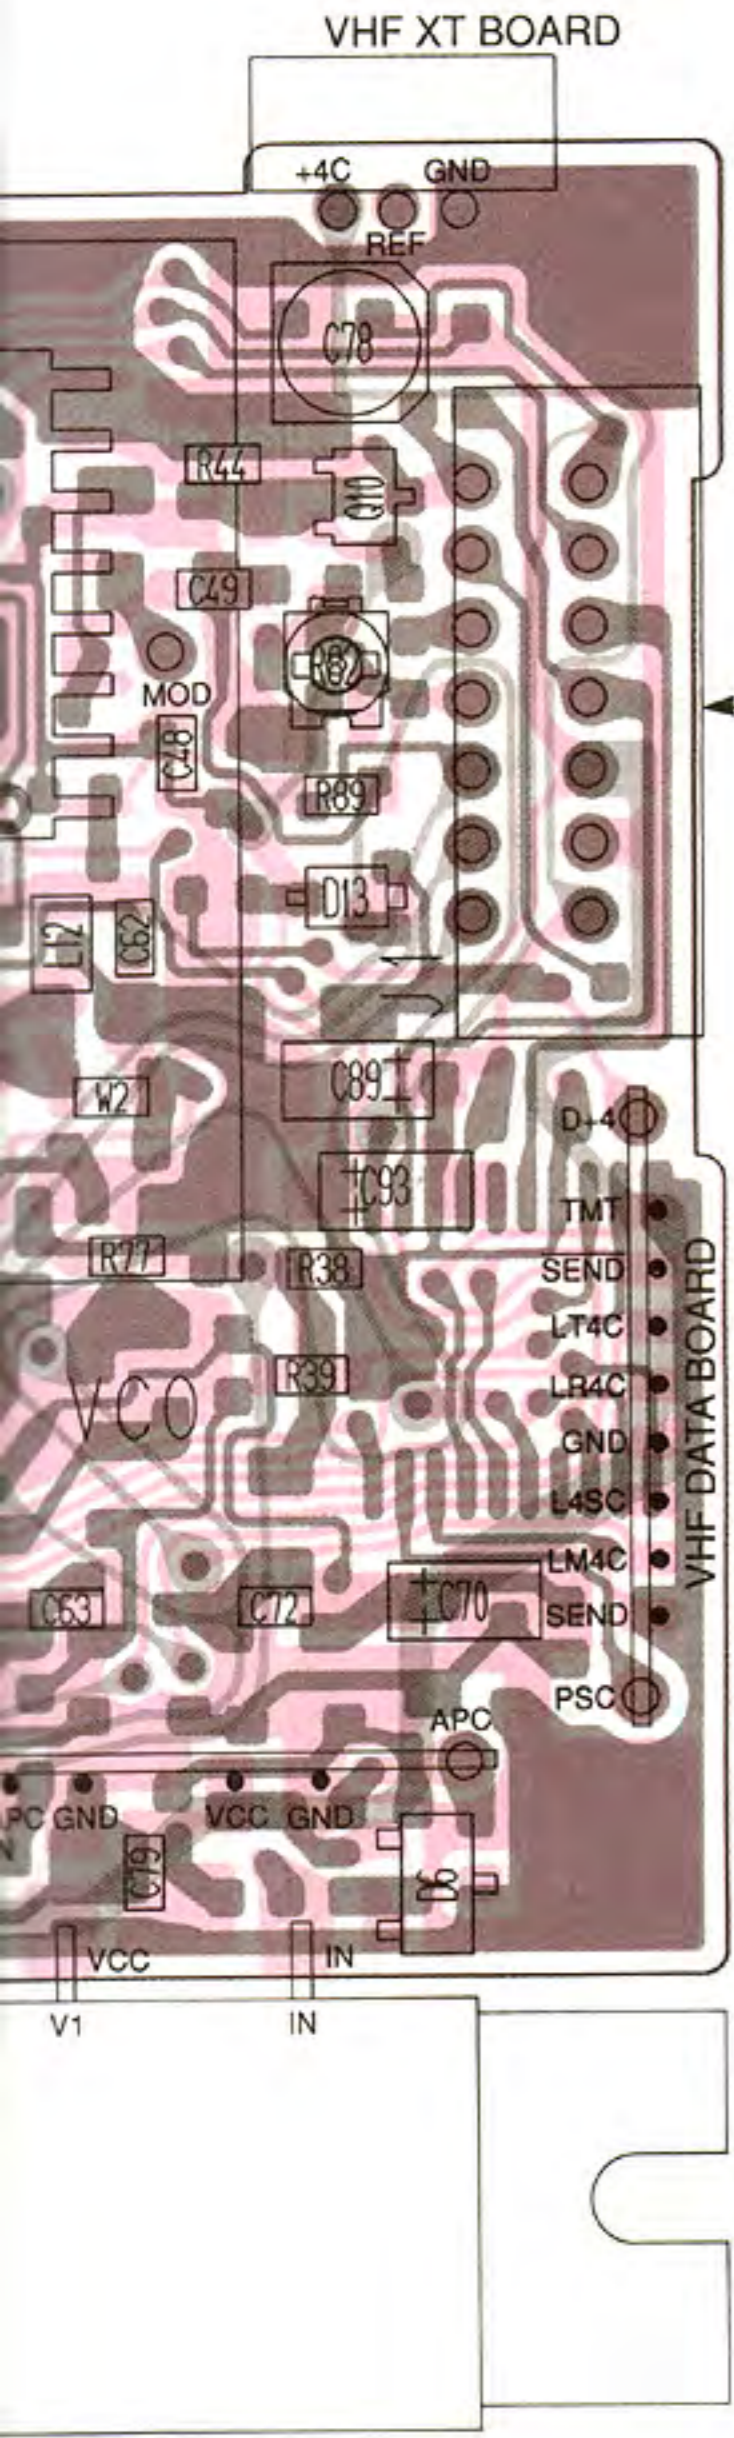 VHF XT BOARD
+4C GND
REF
C78
R44
Q10
C49
R82
MOD
C48
R89
D13
L12 C62
C89
W2
D+4
C93
TMT
R77 R38
SEND
LT4C
R39 LR4C
VCO
GND
L4SC
LM4C
C63 C72 C70
SEND
VHF DATA BOARD
PSC
APC
APC GND VCC GND
N
C79 D6
VCC IN
V1 IN